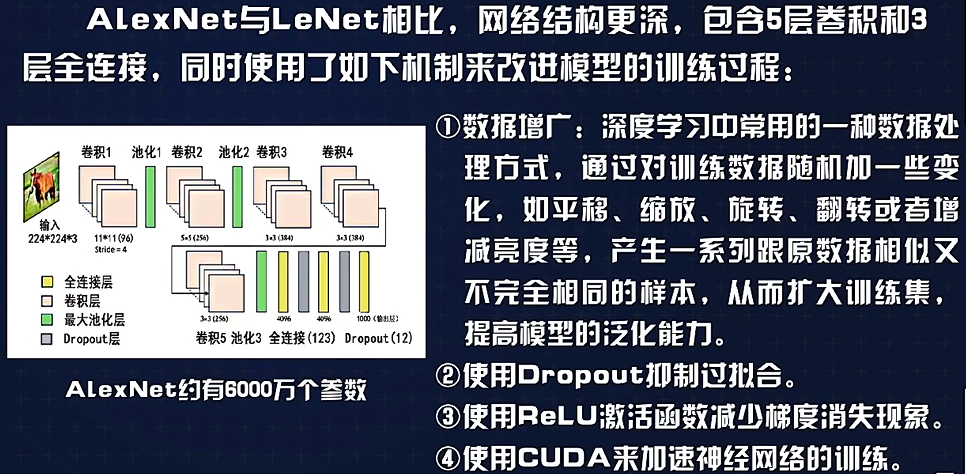 AlexNet与LeNet相比，网络结构更深，包含5层卷积和3
层全连接，同时使用了如下机制来改进模型的训练过程：
卷积1 池化1 卷积2 池化2 卷积3 卷积4
输入
224*224*3
11*11(96)
Stride = 4
5×5(256)
3×3(384)
3×3(384)
全连接层
卷积层
最大池化层
Dropout层
3×3(256)
4096
4096
1000（输出层）
卷积5 池化3 全连接(123) Dropout(12)
AlexNet约有6000万个参数
①数据增广：深度学习中常用的一种数据处
理方式，通过对训练数据随机加一些变
化，如平移、缩放、旋转、翻转或者增
减亮度等，产生一系列跟原数据相似又
不完全相同的样本，从而扩大训练集，
提高模型的泛化能力。
②使用Dropout抑制过拟合。
③使用ReLU激活函数减少梯度消失现象。
④使用CUDA来加速神经网络的训练。